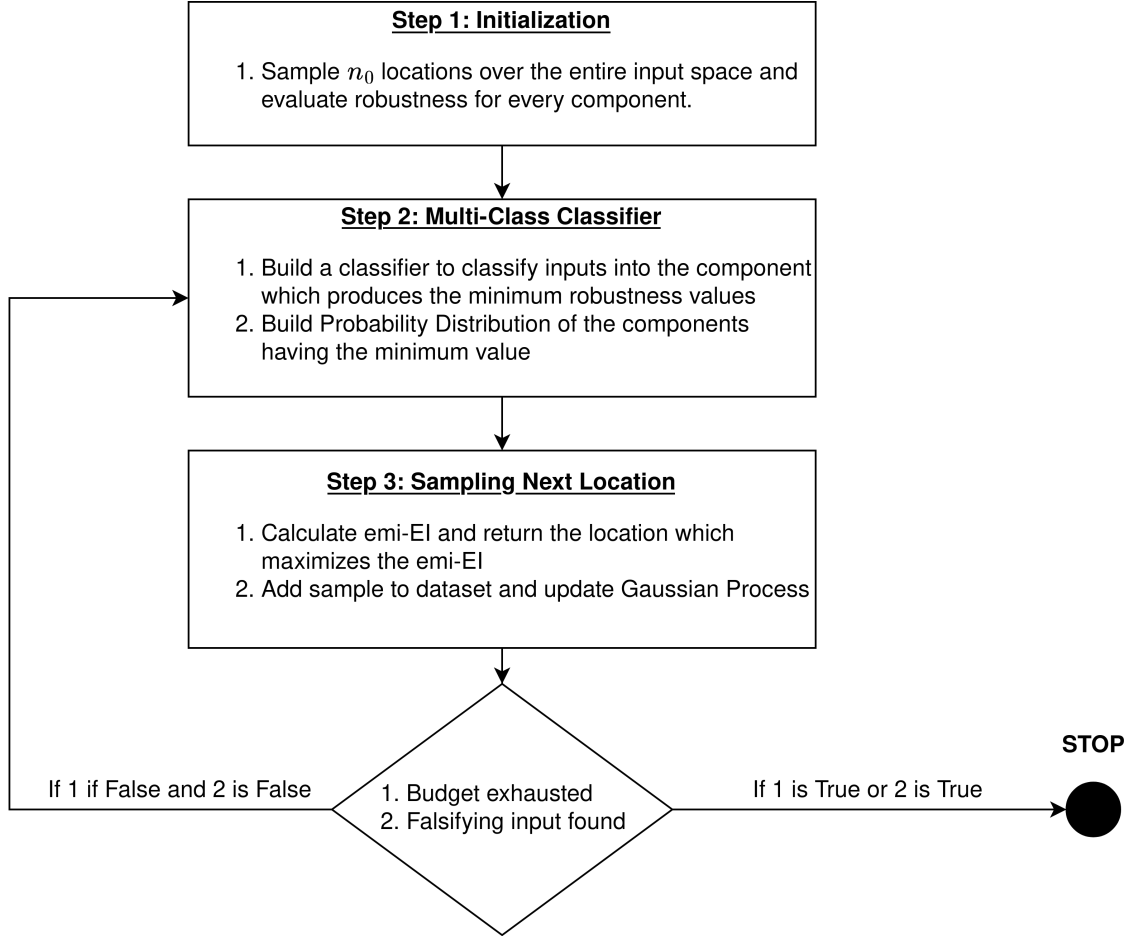 Step 1: Initialization
1. Sample n₀ locations over the entire input space and
evaluate robustness for every component.
Step 2: Multi-Class Classifier
1. Build a classifier to classify inputs into the component
which produces the minimum robustness values
2. Build Probability Distribution of the components
having the minimum value
Step 3: Sampling Next Location
1. Calculate emi-EI and return the location which
maximizes the emi-EI
2. Add sample to dataset and update Gaussian Process
STOP
If 1 if False and 2 is False
1. Budget exhausted
2. Falsifying input found
If 1 is True or 2 is True